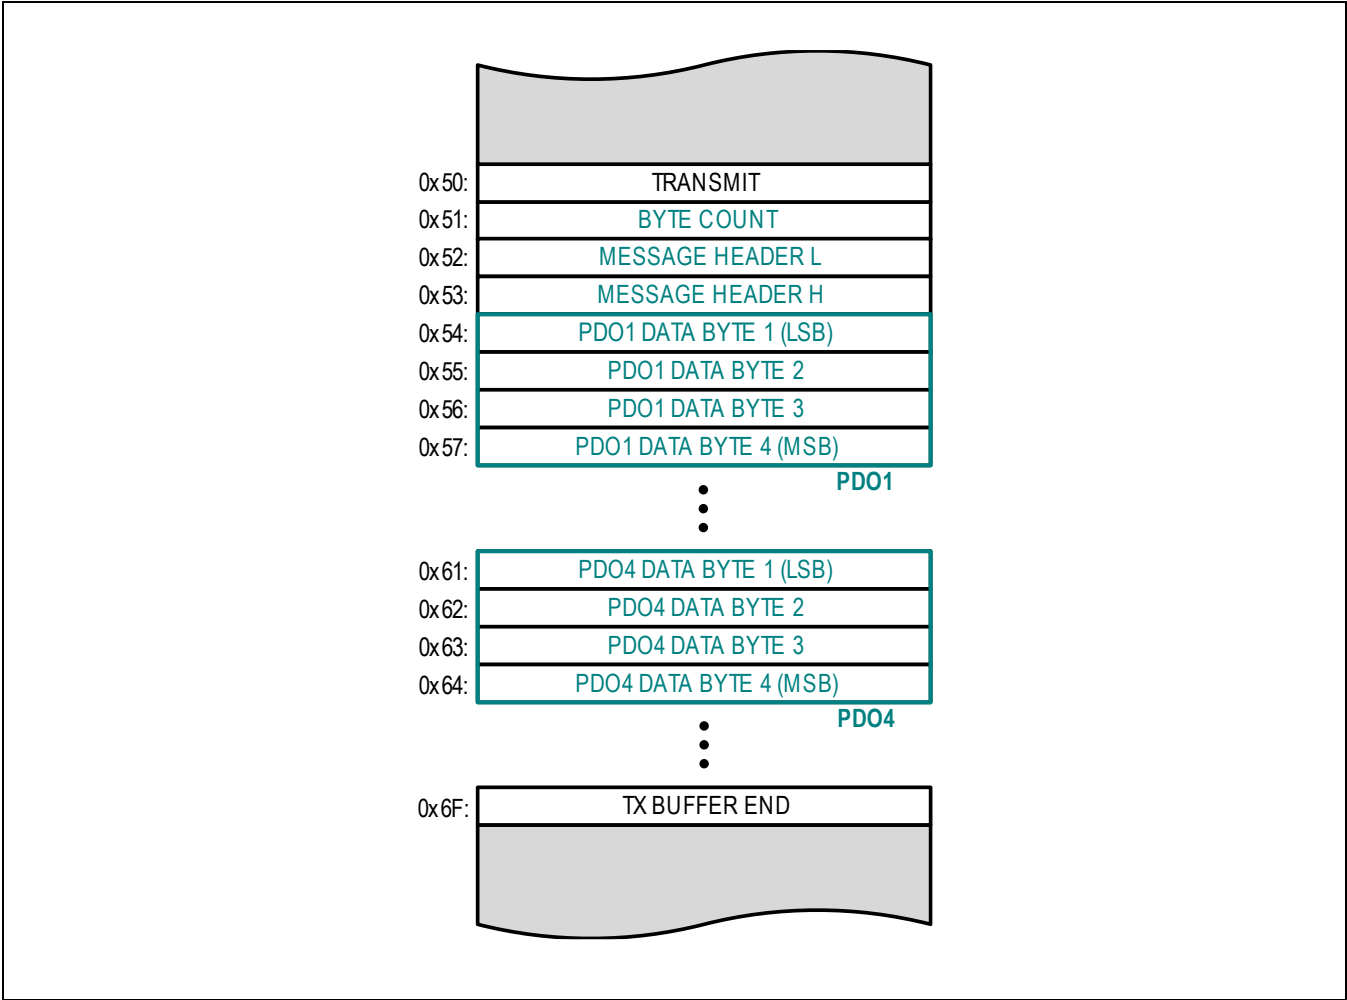 0x50: TRANSMIT
0x51: BYTE COUNT
0x52: MESSAGE HEADER L
0x53: MESSAGE HEADER H
0x54: PDO1 DATA BYTE 1 (LSB)
0x55: PDO1 DATA BYTE 2
0x56: PDO1 DATA BYTE 3
0x57: PDO1 DATA BYTE 4 (MSB)
PDO1
0x61: PDO4 DATA BYTE 1 (LSB)
0x62: PDO4 DATA BYTE 2
0x63: PDO4 DATA BYTE 3
0x64: PDO4 DATA BYTE 4 (MSB)
PDO4
0x6F: TX BUFFER END